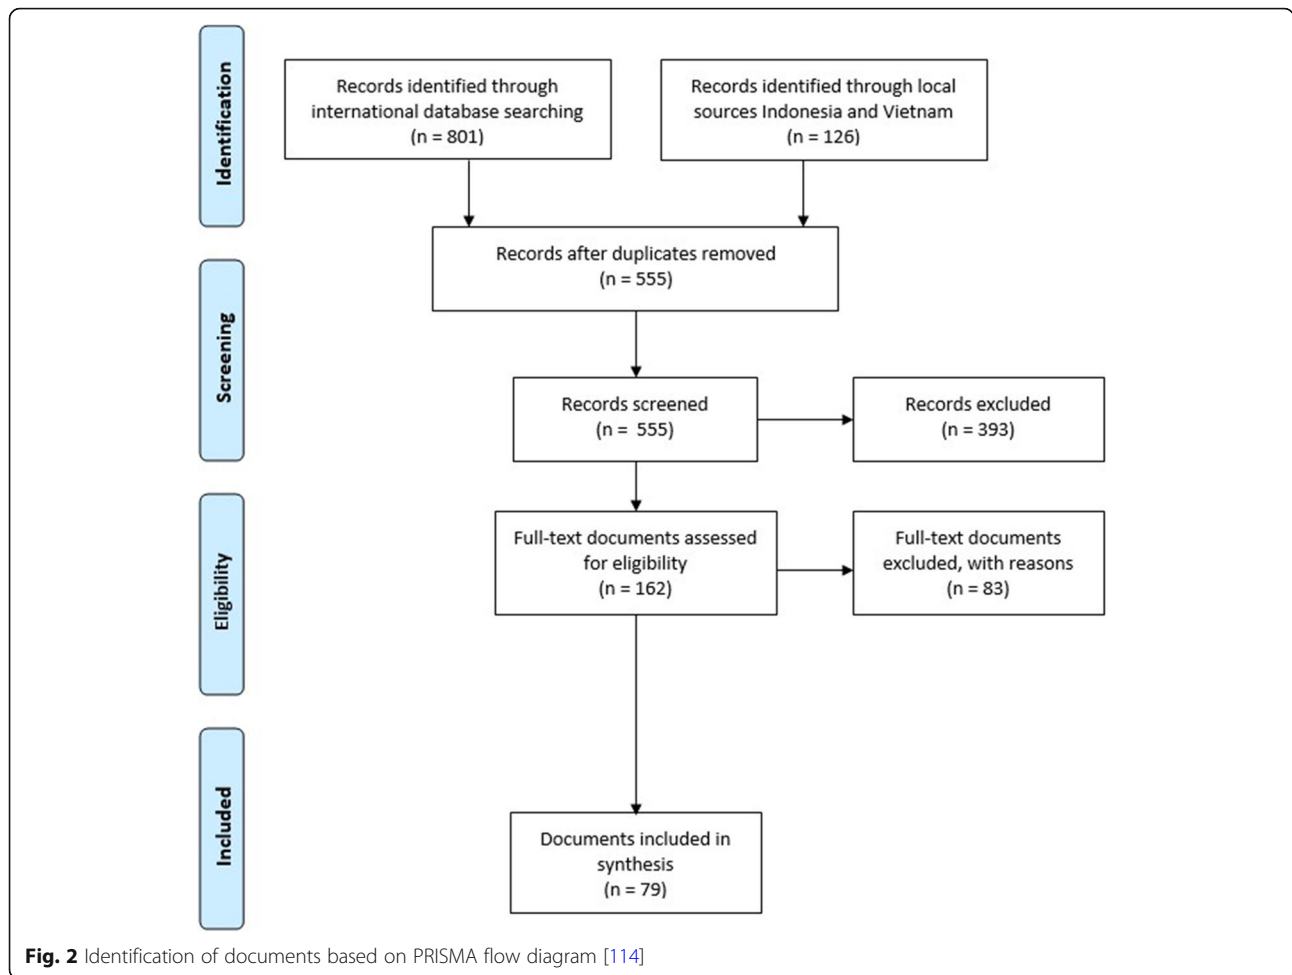 Identification
Records identified through
international database searching
(n = 801)
Records identified through local
sources Indonesia and Vietnam
(n = 126)
Records after duplicates removed
(n = 555)
Screening
Records screened
(n =  555)
Records excluded
(n = 393)
Eligibility
Full-text documents assessed
for eligibility
(n = 162)
Full-text documents
excluded, with reasons
(n = 83)
Included
Documents included in
synthesis
(n = 79)
Fig. 2 Identification of documents based on PRISMA flow diagram [114]